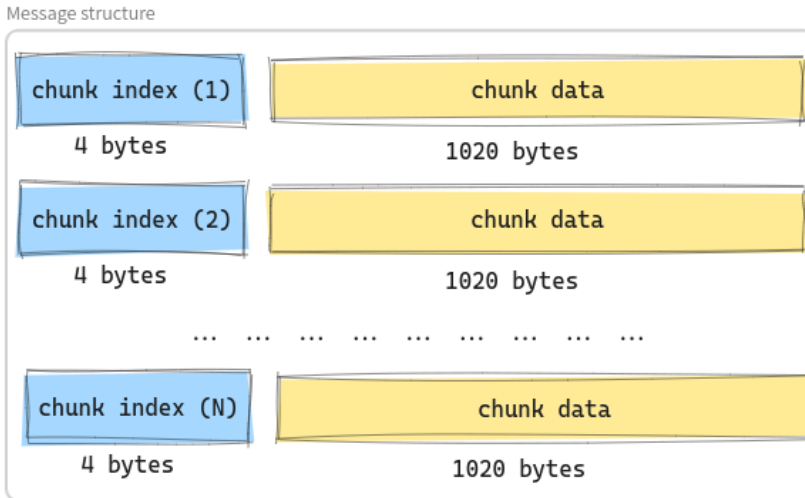 Message structure
chunk index (1) chunk data
4 bytes 1020 bytes
chunk index (2) chunk data
4 bytes 1020 bytes
... ... ... ... ... ... ... ... ...
chunk index (N) chunk data
4 bytes 1020 bytes